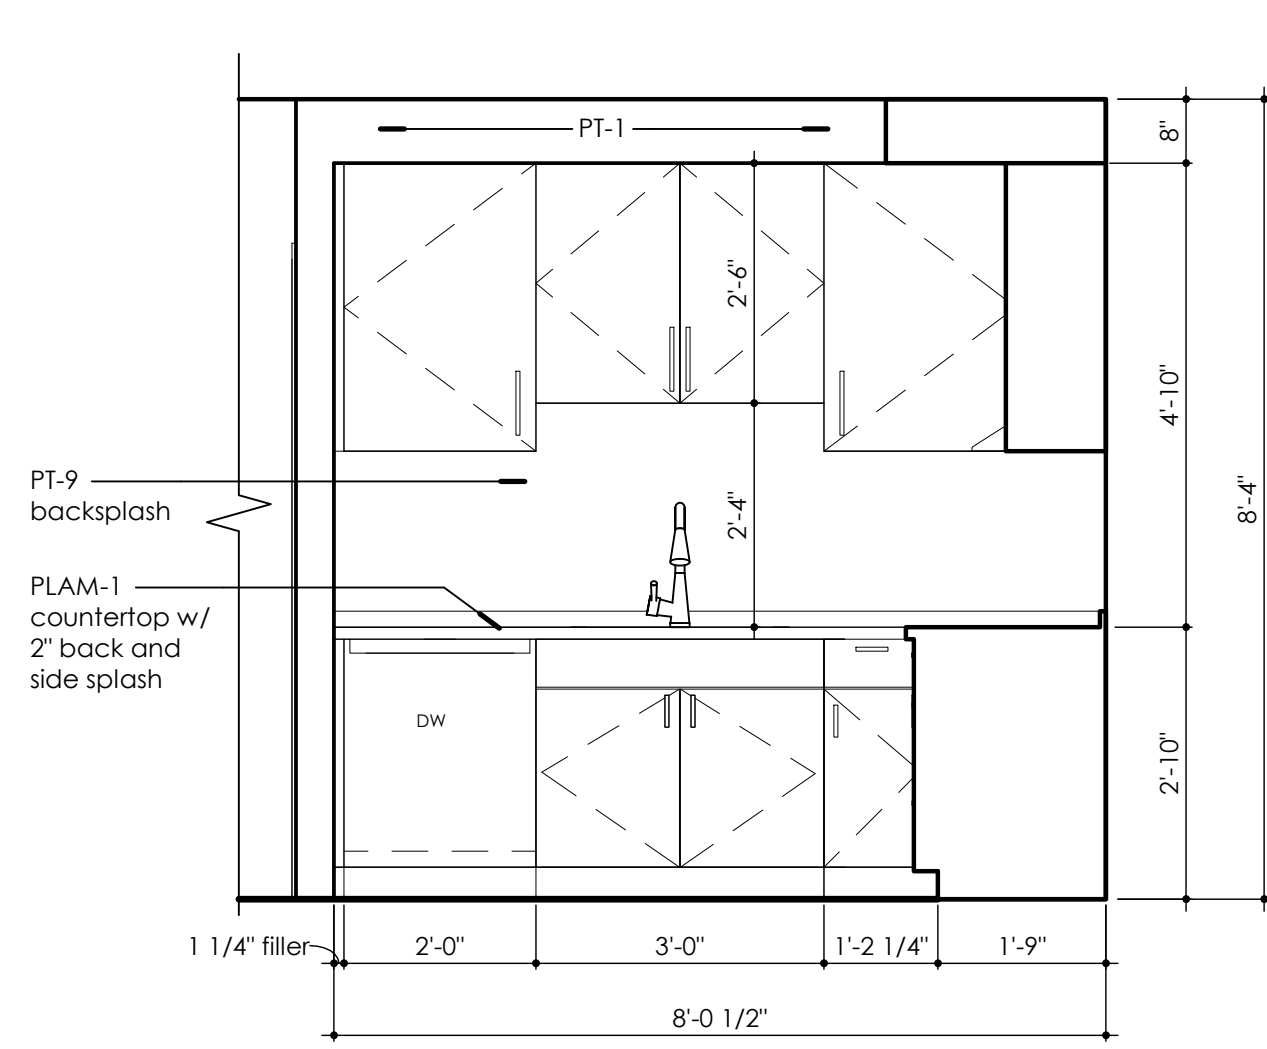 PT-1
8"
2'-6"
4'-10"
PT-9
backsplash
2'-4"
8'-4"
PLAM-1
countertop w/
2" back and
side splash
DW
2'-10"
1 1/4" filler
2'-0"
3'-0"
1'-2 1/4"
1'-9"
8'-0 1/2"